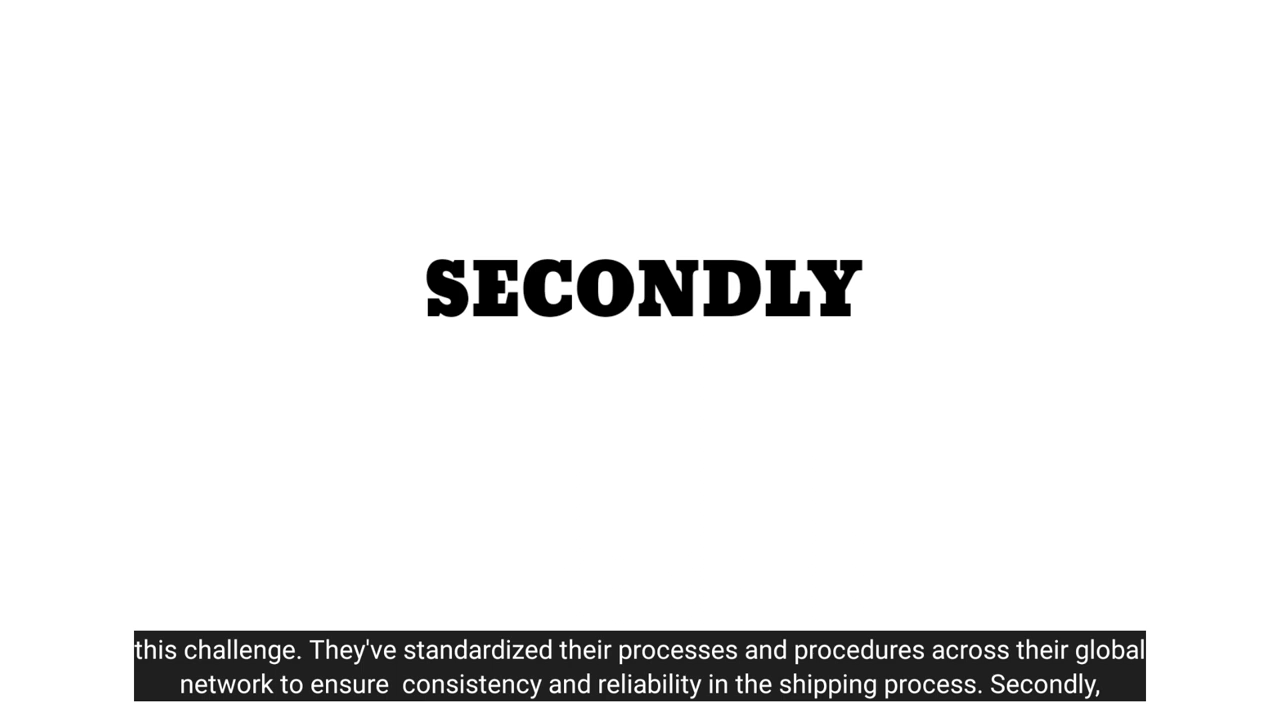 SECONDLY
this challenge. They've standardized their processes and procedures across their global
network to ensure  consistency and reliability in the shipping process. Secondly,